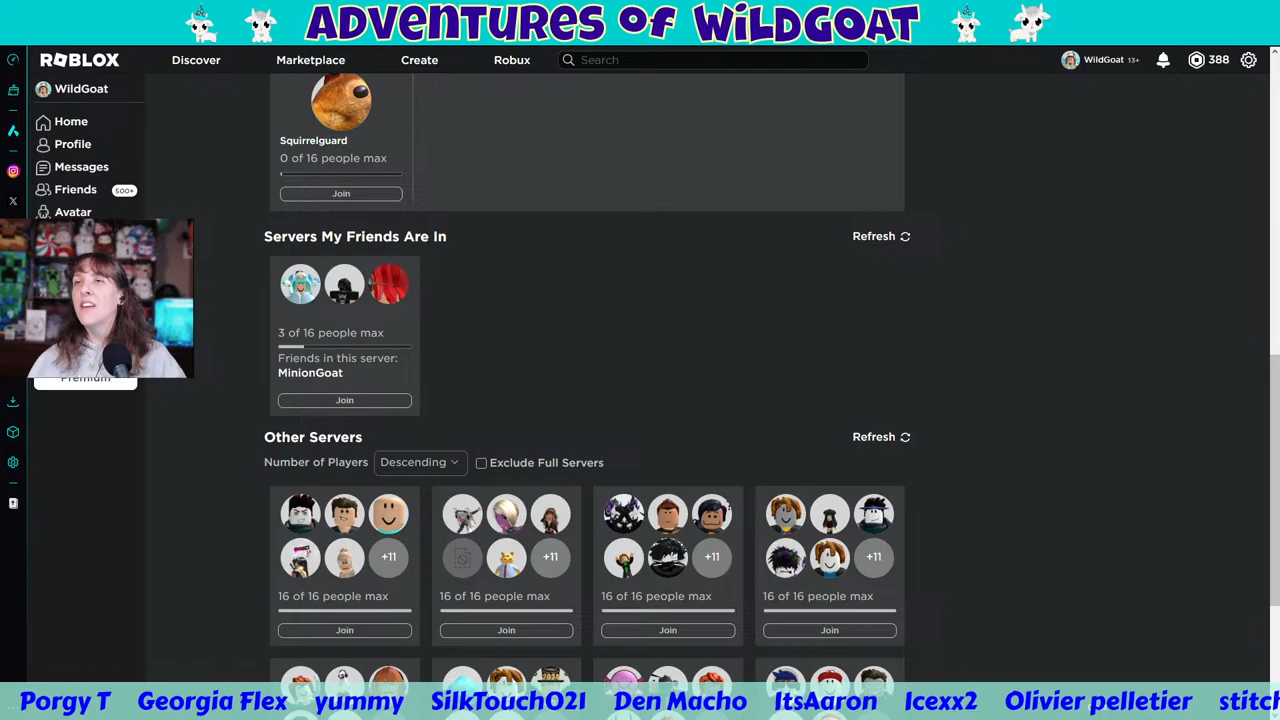 ADVENTURES OF WILDGOAT
ROBLOX Discover Marketplace Create Robux Search WildGoat 13+ 388
WildGoat
Home
Profile
Messages
Friends 500+
Avatar
Premium
Squirrelguard
0 of 16 people max
Join
Servers My Friends Are In Refresh
3 of 16 people max
Friends in this server:
MinionGoat
Join
Other Servers Refresh
Number of Players Descending Exclude Full Servers
+11 +11 +11 +11
16 of 16 people max 16 of 16 people max 16 of 16 people max 16 of 16 people max
Join Join Join Join
Porgy T Georgia Flex yummy SilkTouch021 Den Macho ItsAaron Icexx2 Olivier pelletier stitch